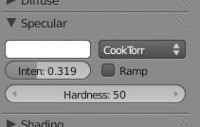 Diffuse
Specular
CookTorr
Inten: 0.319
Ramp
Hardness: 50
Shading